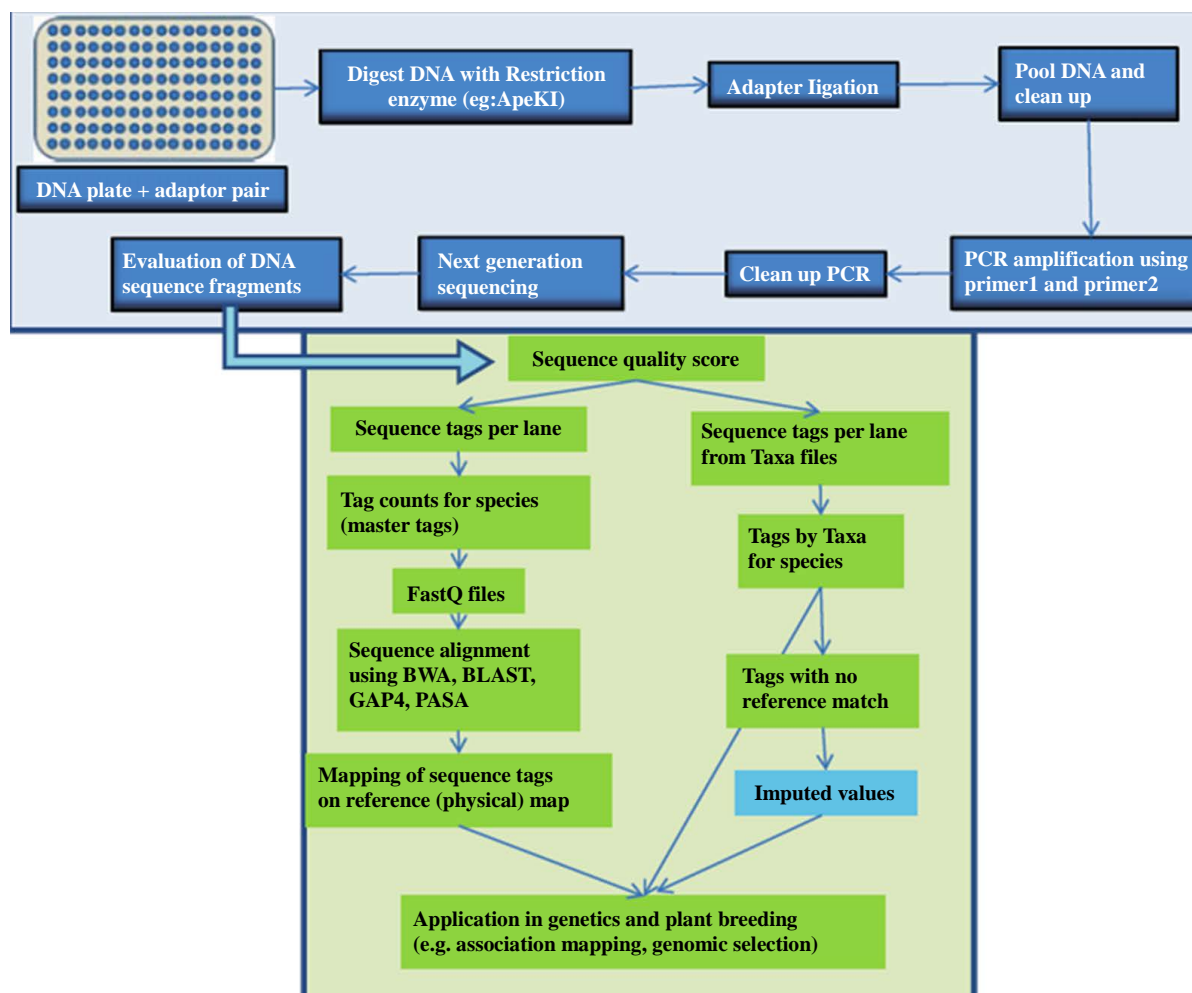 Digest DNA with Restriction
enzyme (eg:ApeKI)
Adapter Iigation
Pool DNA and
clean up
DNA plate + adaptor pair
Evaluation of DNA
sequence fragments
Next generation
sequencing
Clean up PCR
PCR amplification using
primer1 and primer2
Sequence quality score
Sequence tags per lane
Sequence tags per lane
from Taxa files
Tag counts for species
(master tags)
Tags by Taxa
for species
FastQ files
Sequence alignment
using BWA, BLAST,
GAP4, PASA
Tags with no
reference match
Mapping of sequence tags
on reference (physical) map
Imputed values
Application in genetics and plant breeding
(e.g. association mapping, genomic selection)